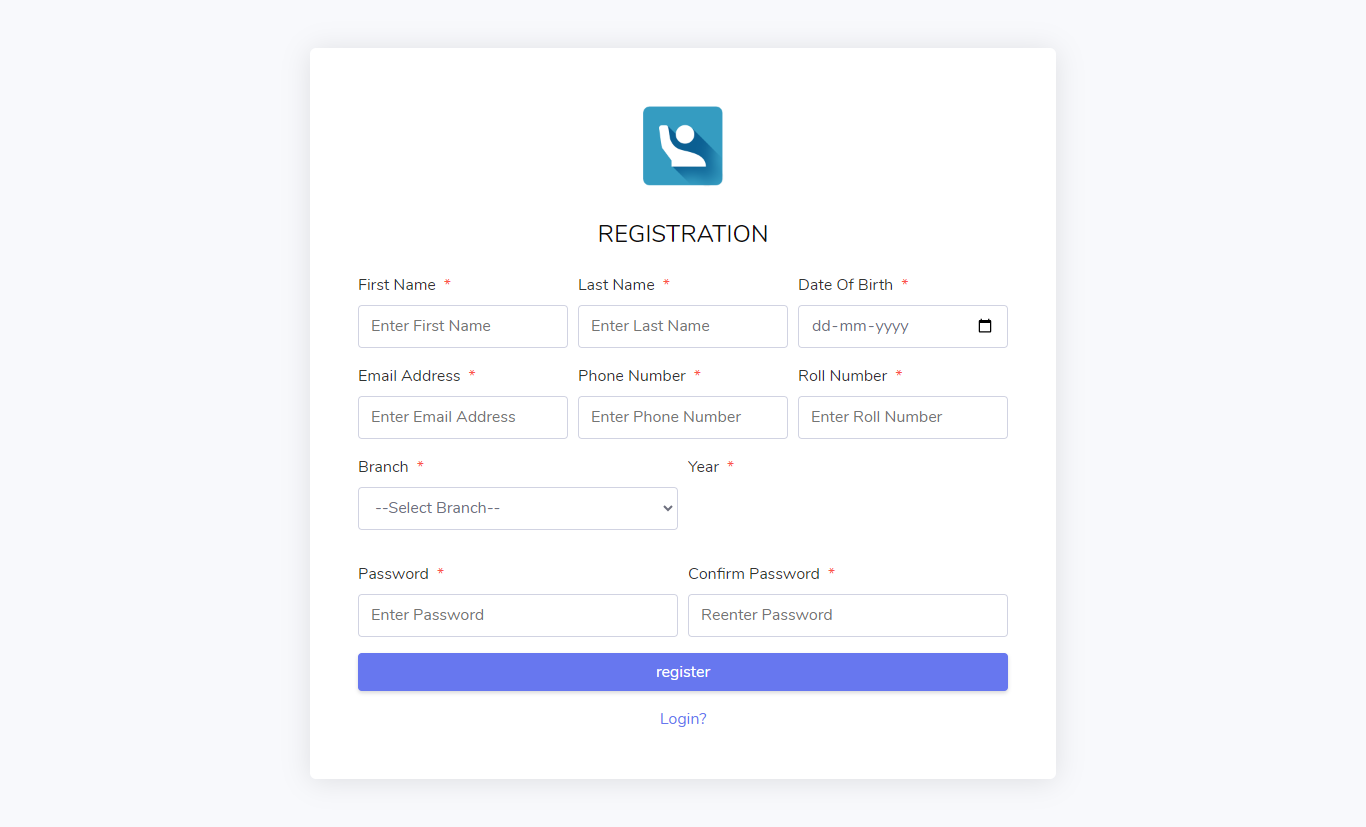 REGISTRATION
First Name * Last Name * Date Of Birth *
Enter First Name Enter Last Name dd-mm-yyyy
Email Address * Phone Number * Roll Number *
Enter Email Address Enter Phone Number Enter Roll Number
Branch * Year *
--Select Branch--
Password * Confirm Password *
Enter Password Reenter Password
register
Login?